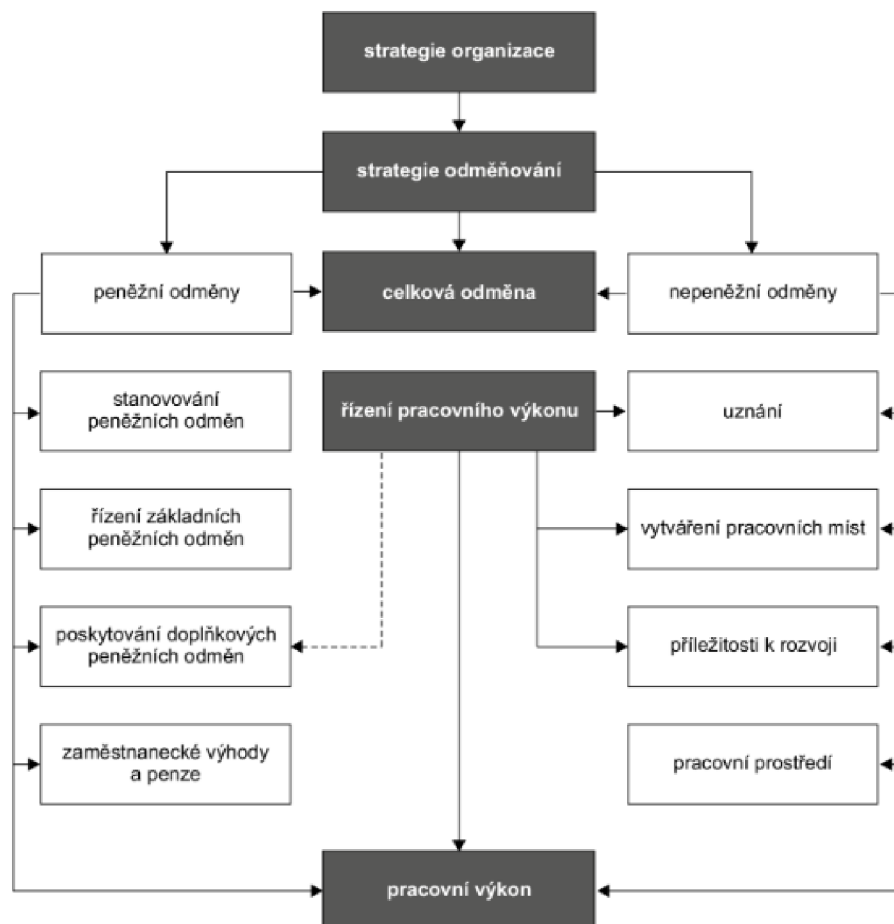 strategie organizace
strategie odměňování
peněžní odměny
celková odměna
nepeněžní odměny
stanovování
peněžních odměn
řízení pracovního výkonu
uznání
řízení základních
peněžních odměn
vytváření pracovních míst
poskytování doplňkových
peněžních odměn
příležitosti k rozvoji
zaměstnanecké výhody
a penze
pracovní prostředí
pracovní výkon